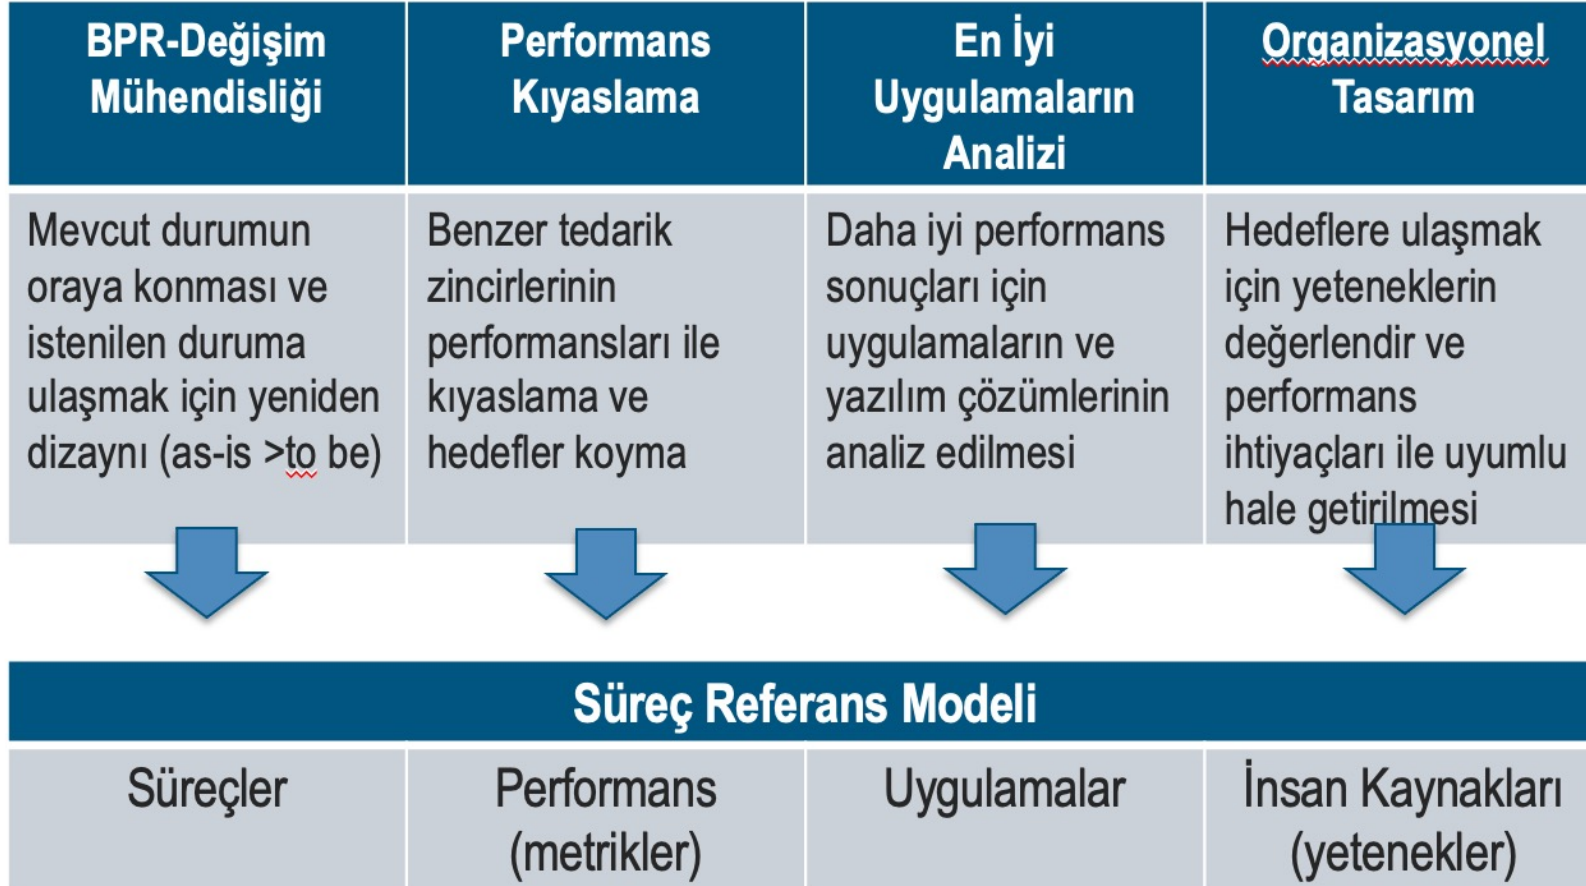 BPR-Değişim
Mühendisliği
Performans
Kıyaslama
En İyi
Uygulamaların
Analizi
Organizasyonel
Tasarım
Mevcut durumun
oraya konması ve
istenilen duruma
ulaşmak için yeniden
dizaynı (as-is >to be)
Benzer tedarik
zincirlerinin
performansları ile
kıyaslama ve
hedefler koyma
Daha iyi performans
sonuçları için
uygulamaların ve
yazılım çözümlerinin
analiz edilmesi
Hedeflere ulaşmak
için yeteneklerin
değerlendir ve
performans
ihtiyaçları ile uyumlu
hale getirilmesi
Süreç Referans Modeli
Süreçler
Performans
(metrikler)
Uygulamalar
İnsan Kaynakları
(yetenekler)